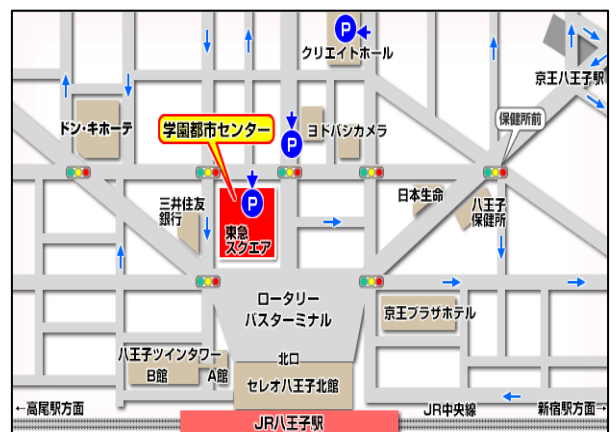 P
クリエイトホール
京王八王子駅
ドン・キホーテ
学園都市センター
P
ヨドバシカメラ
保健所前
三井住友
銀行
P
東急
スクエア
日本生命
八王子
保健所
ロータリー
バスターミナル
京王プラザホテル
八王子ツインタワー
B館
A館
北口
セレオ八王子北館
←高尾駅方面
JR中央線
新宿駅方面→
JR八王子駅